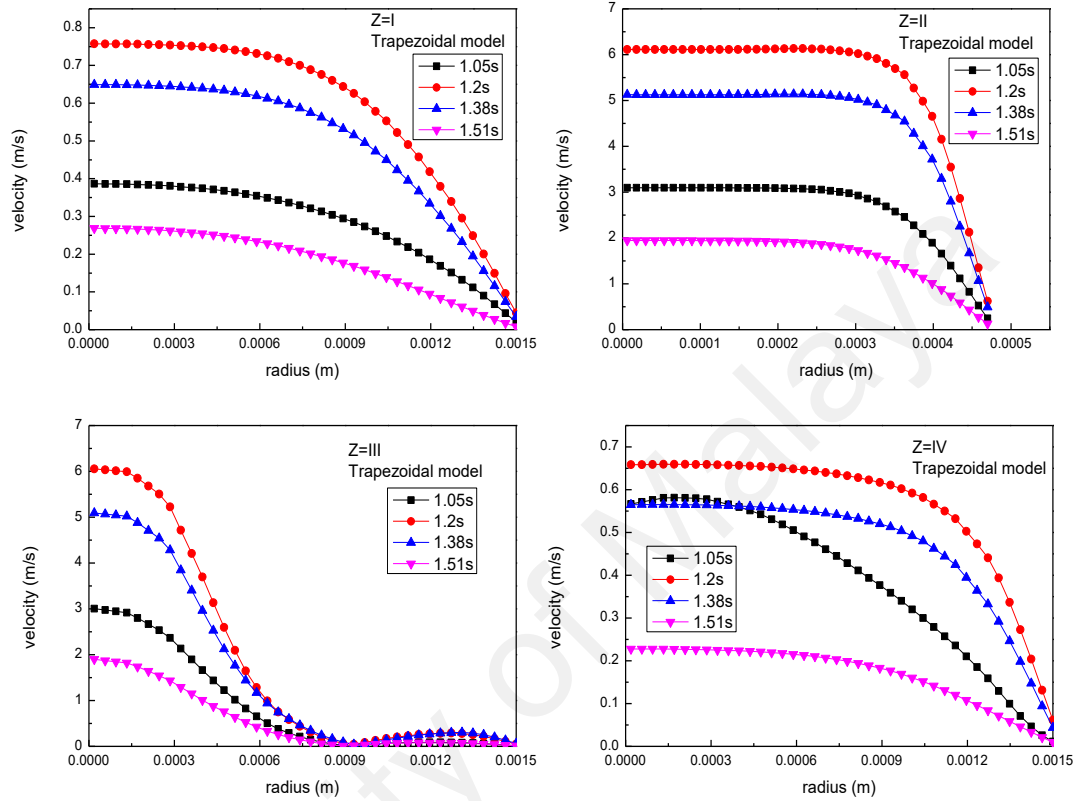 Z=I
Trapezoidal model
1.05s
1.2s
1.38s
1.51s
0.8
0.7
0.6
0.5
0.4
0.3
0.2
0.1
0.0
velocity (m/s)
0.0000 0.0003 0.0006 0.0009 0.0012 0.0015
radius (m)
Z=II
Trapezoidal model
1.05s
1.2s
1.38s
1.51s
7
6
5
4
3
2
1
0
velocity (m/s)
0.0000 0.0001 0.0002 0.0003 0.0004 0.0005
radius (m)
Z=III
Trapezoidal model
1.05s
1.2s
1.38s
1.51s
6
5
4
3
2
1
0
velocity (m/s)
0.0000 0.0003 0.0006 0.0009 0.0012 0.0015
radius (m)
Z=IV
Trapezoidal model
1.05s
1.2s
1.38s
1.51s
0.7
0.6
0.5
0.4
0.3
0.2
0.1
0.0
velocity (m/s)
0.0000 0.0003 0.0006 0.0009 0.0012 0.0015
radius (m)
ity of Malaya